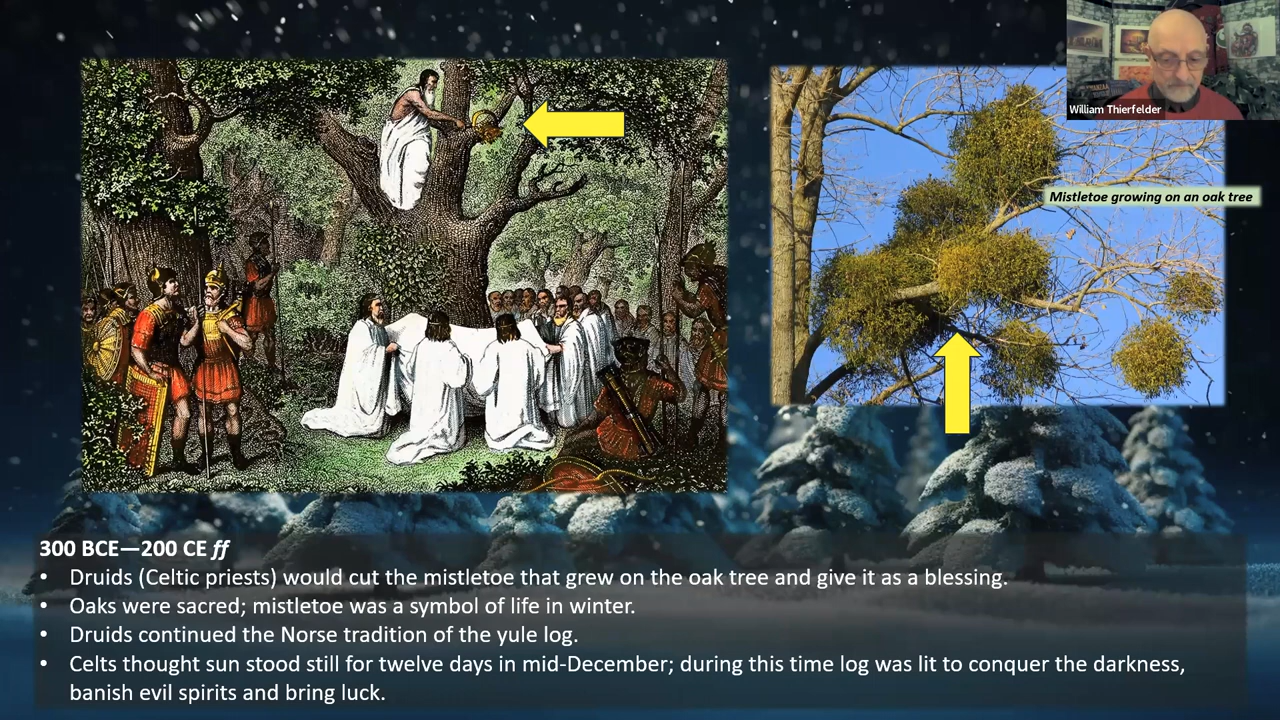 William Thierfelder
Mistletoe growing on an oak tree
300 BCE—200 CE ff
• Druids (Celtic priests) would cut the mistletoe that grew on the oak tree and give it as a blessing.
• Oaks were sacred; mistletoe was a symbol of life in winter.
• Druids continued the Norse tradition of the yule log.
• Celts thought sun stood still for twelve days in mid-December; during this time log was lit to conquer the darkness,
banish evil spirits and bring luck.